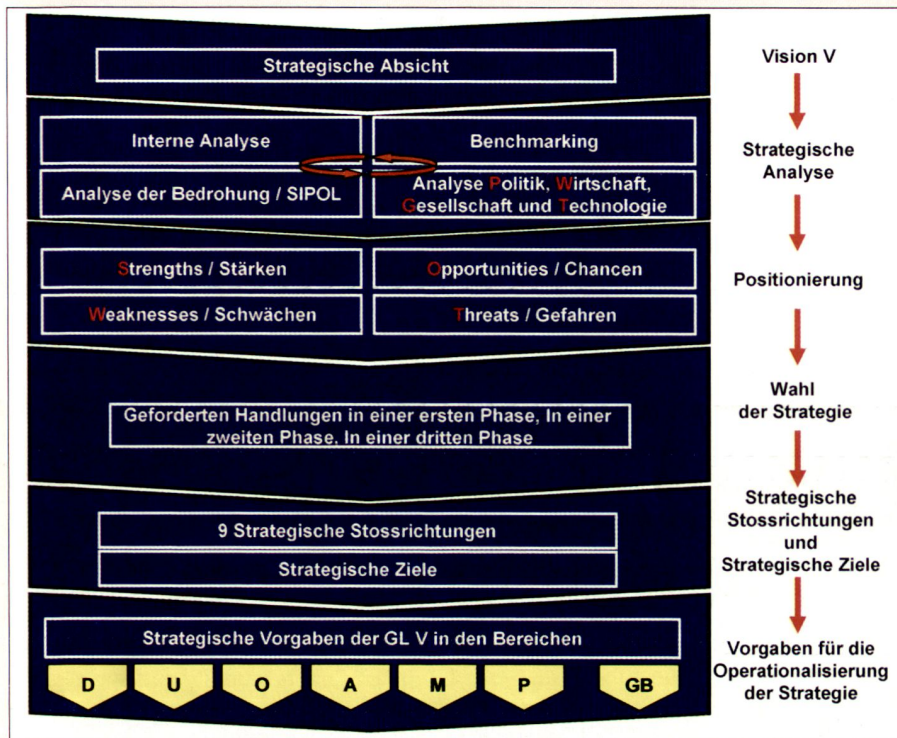 Strategische Absicht
Vision V
Interne Analyse
Benchmarking
Analyse der Bedrohung / SIPOL
Analyse Politik, Wirtschaft,
Gesellschaft und Technologie
Strategische
Analyse
Strengths / Stärken
Opportunities / Chancen
Weaknesses / Schwächen
Threats / Gefahren
Positionierung
Geforderten Handlungen in einer ersten Phase, In einer
zweiten Phase, In einer dritten Phase
Wahl
der Strategie
9 Strategische Stossrichtungen
Strategische Ziele
Strategische
Stossrichtungen
und
Strategische Ziele
Strategische Vorgaben der GL V in den Bereichen
D U O A M P GB
Vorgaben für die
Operationalisierung
der Strategie